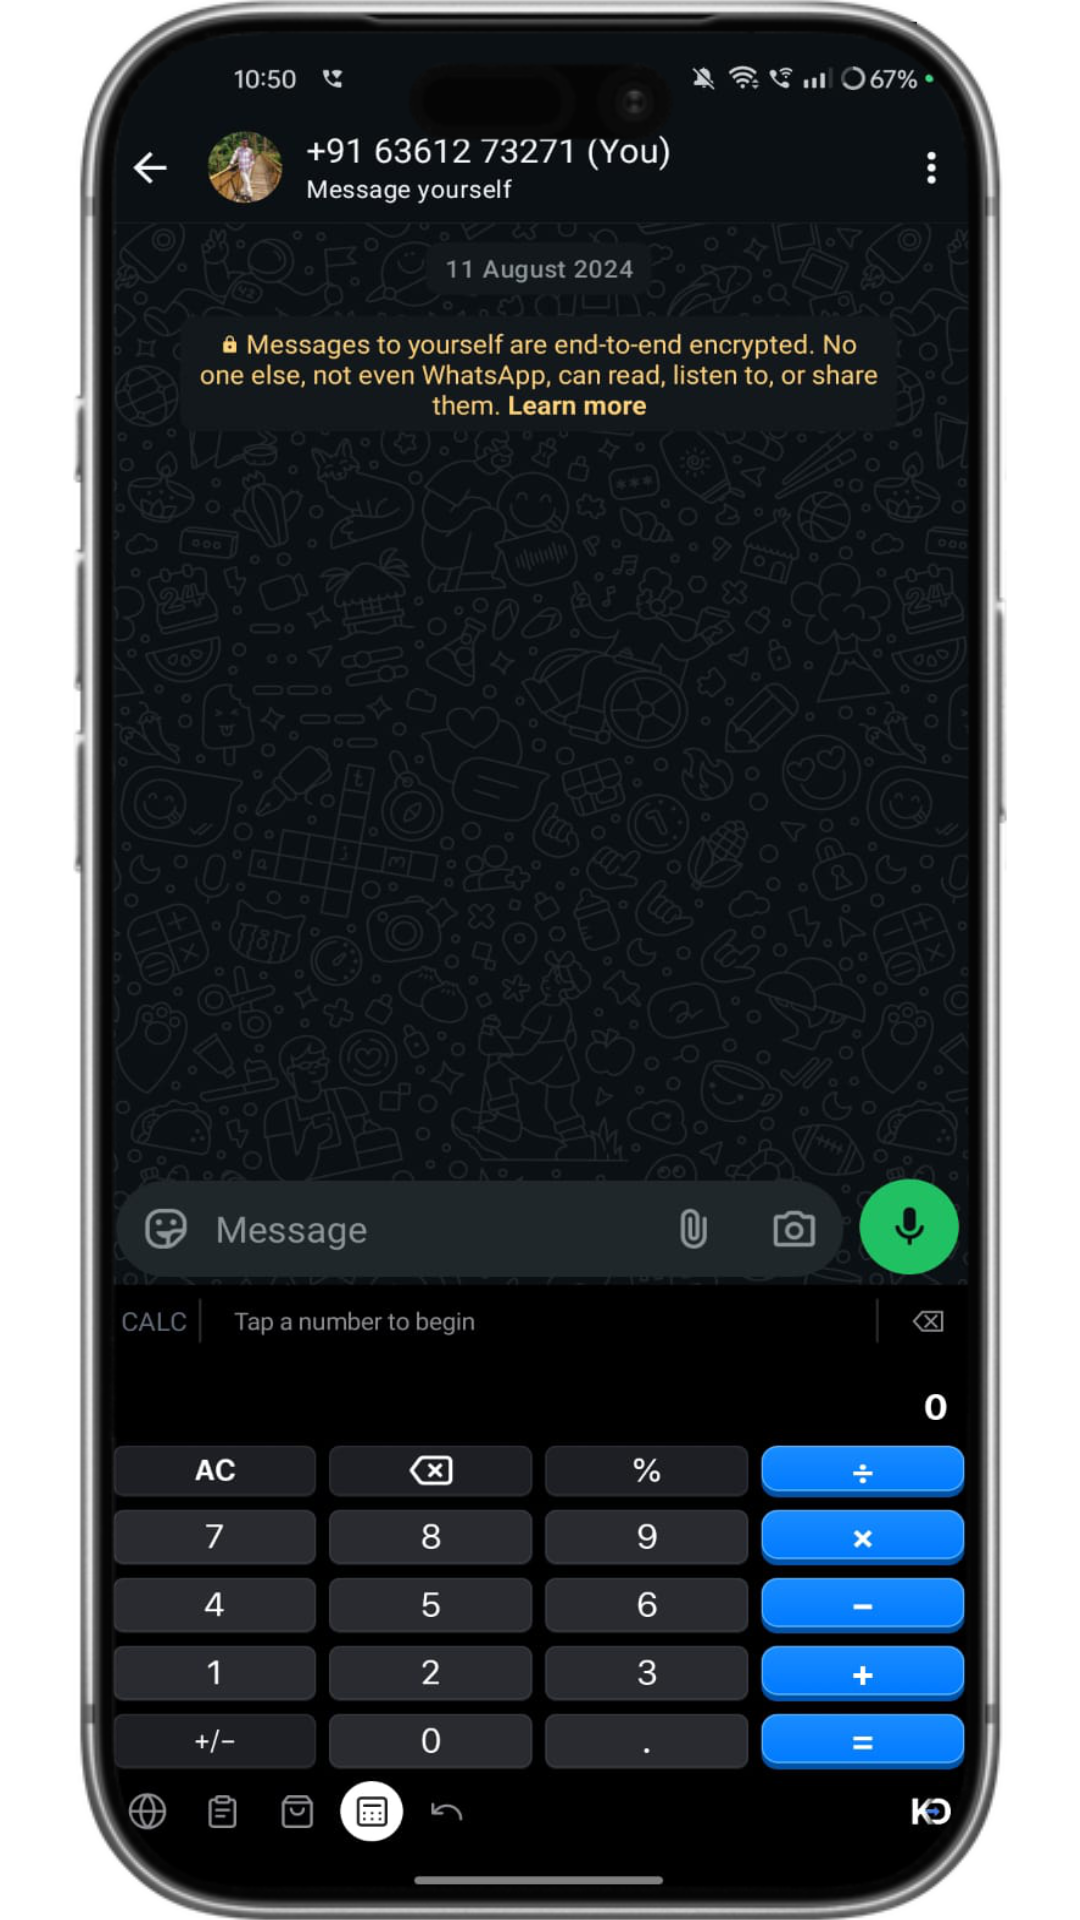 10:50
67%
+91 63612 73271 (You)
Message yourself
11 August 2024
Messages to yourself are end-to-end encrypted. No
one else, not even WhatsApp, can read, listen to, or share
them. Learn more
Message
CALC
Tap a number to begin
0
AC % ÷
7 8 9 ×
4 5 6 −
1 2 3 +
+/− 0 . =